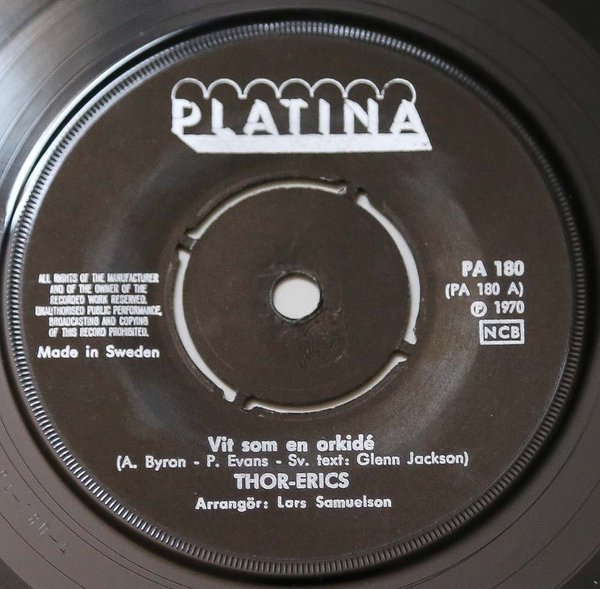 PLATINA
ALL RIGHTS OF THE MANUFACTURER
AND OF THE OWNER OF THE
RECORDED WORK RESERVED.
UNAUTHORISED PUBLIC PERFORMANCE,
BROADCASTING AND COPYING
OF THIS RECORD PROHIBITED.
Made in Sweden
PA 180
(PA 180 A)
Ⓟ 1970
NCB
Vit som en orkidé
(A. Byron - P. Evans - Sv. text: Glenn Jackson)
THOR-ERICS
Arrangör: Lars Samuelson